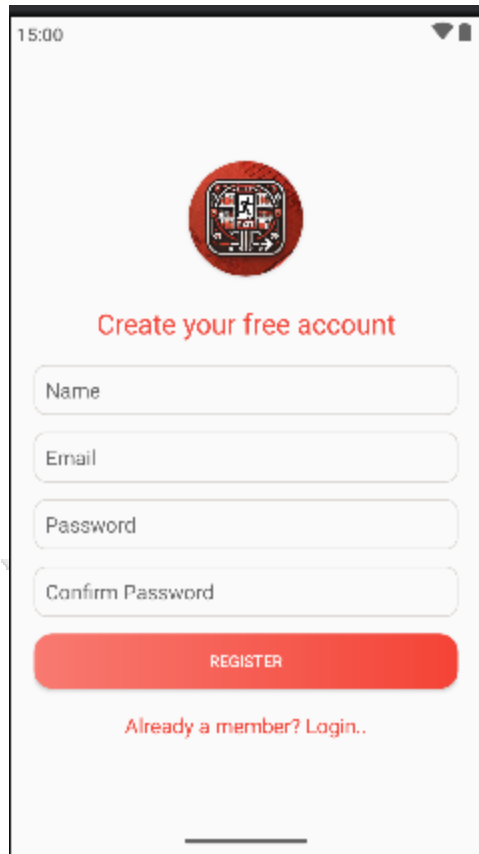 15:00
Create your free account
Name
Email
Password
Confirm Password
REGISTER
Already a member? Login..